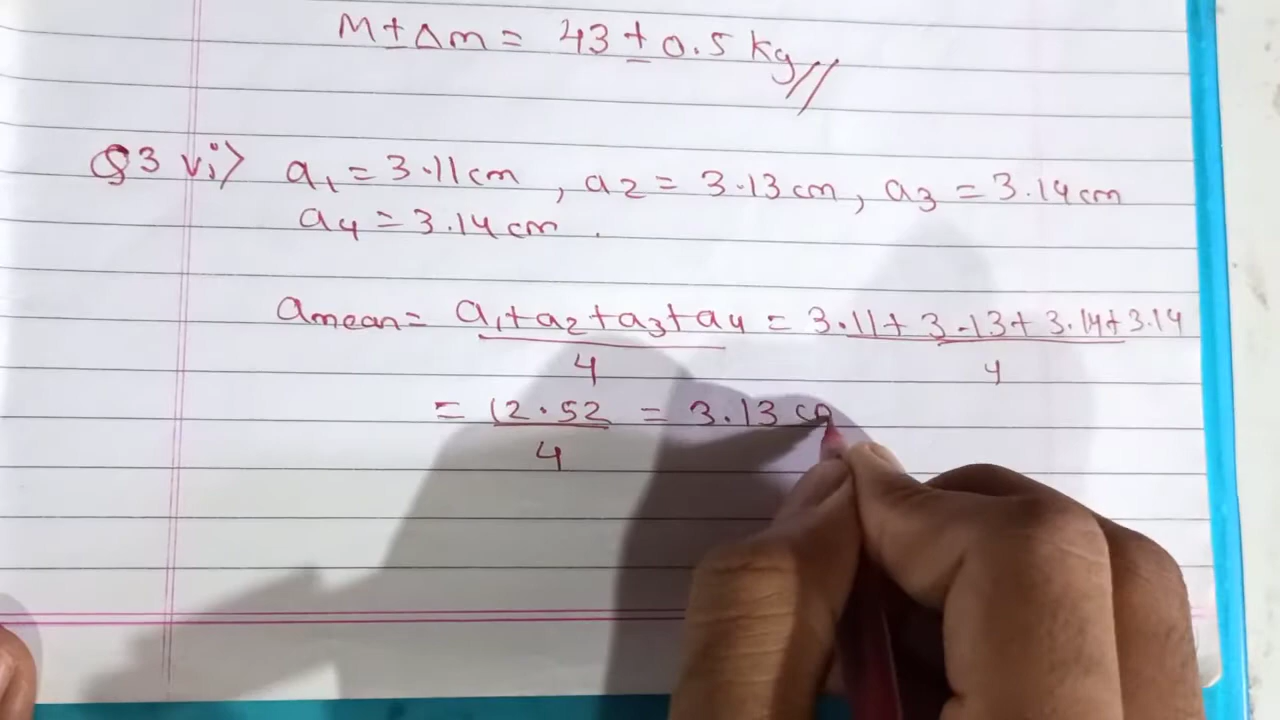 M ± Δm = 43 ± 0.5 kg //
Q3 vi> a1 = 3.11 cm , a2 = 3.13 cm, a3 = 3.14 cm
a4 = 3.14 cm .
amean = a1 + a2 + a3 + a4 = 3.11 + 3.13 + 3.14 + 3.14
4 4
= 12.52 = 3.13 cm
4